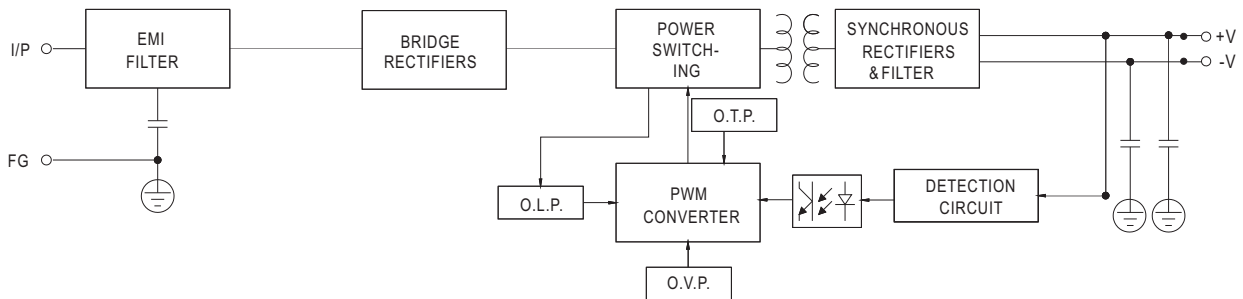 I/P
EMI
FILTER
BRIDGE
RECTIFIERS
POWER
SWITCH-
ING
SYNCHRONOUS
RECTIFIERS
& FILTER
+V
-V
O.T.P.
FG
O.L.P.
PWM
CONVERTER
DETECTION
CIRCUIT
O.V.P.